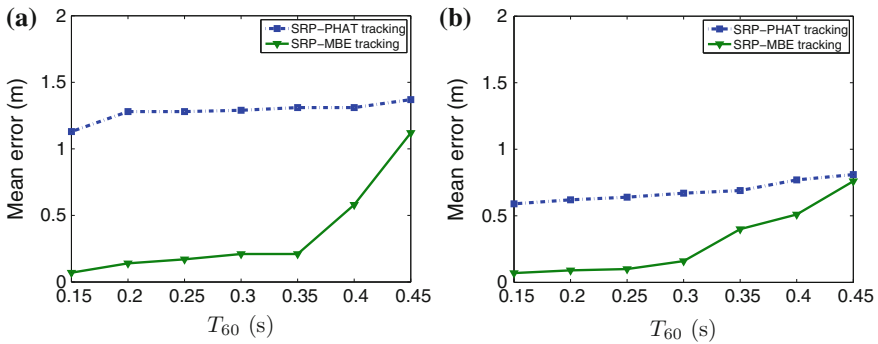 (a)
2
1.5
1
0.5
0
Mean error (m)
SRP−PHAT tracking
SRP−MBE tracking
0.15 0.2 0.25 0.3 0.35 0.4 0.45
T60 (s)
(b)
2
1.5
1
0.5
0
Mean error (m)
SRP−PHAT tracking
SRP−MBE tracking
0.15 0.2 0.25 0.3 0.35 0.4 0.45
T60 (s)